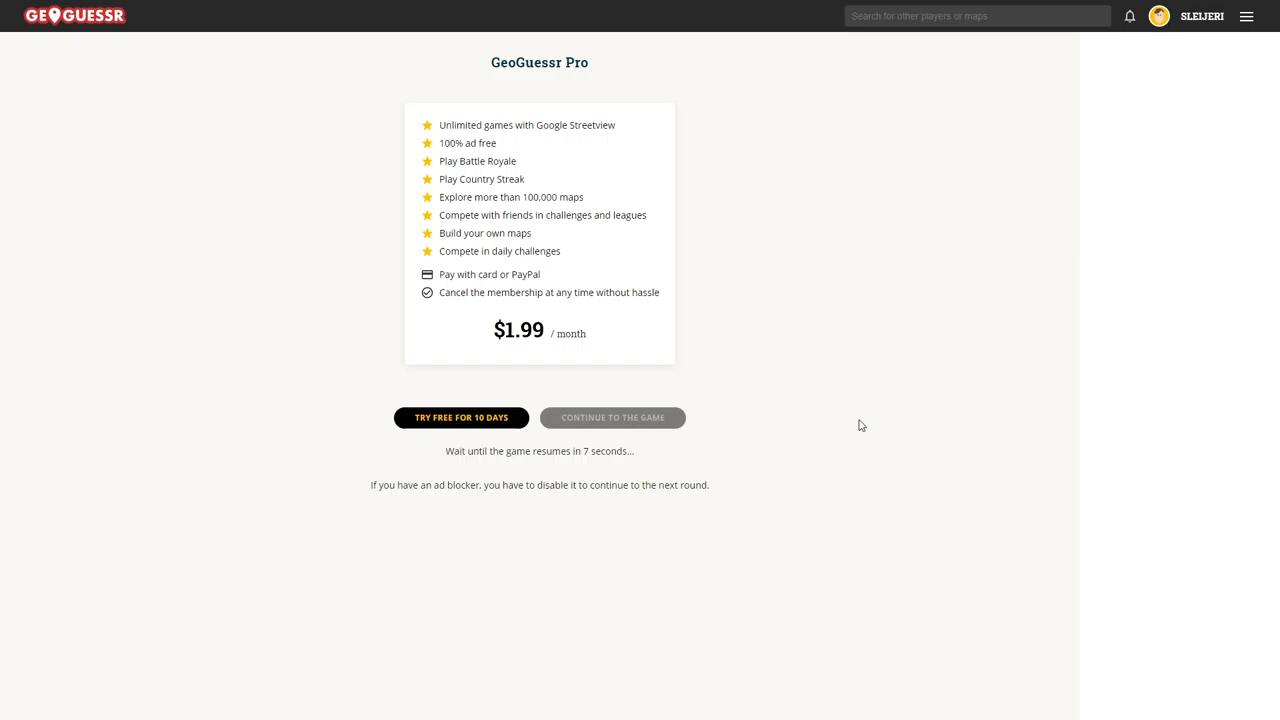 GEOGUESSR
Search for other players or maps
SLEIJERI
GeoGuessr Pro
Unlimited games with Google Streetview
100% ad free
Play Battle Royale
Play Country Streak
Explore more than 100,000 maps
Compete with friends in challenges and leagues
Build your own maps
Compete in daily challenges
Pay with card or PayPal
Cancel the membership at any time without hassle
$1.99 / month
TRY FREE FOR 10 DAYS
CONTINUE TO THE GAME
Wait until the game resumes in 7 seconds...
If you have an ad blocker, you have to disable it to continue to the next round.